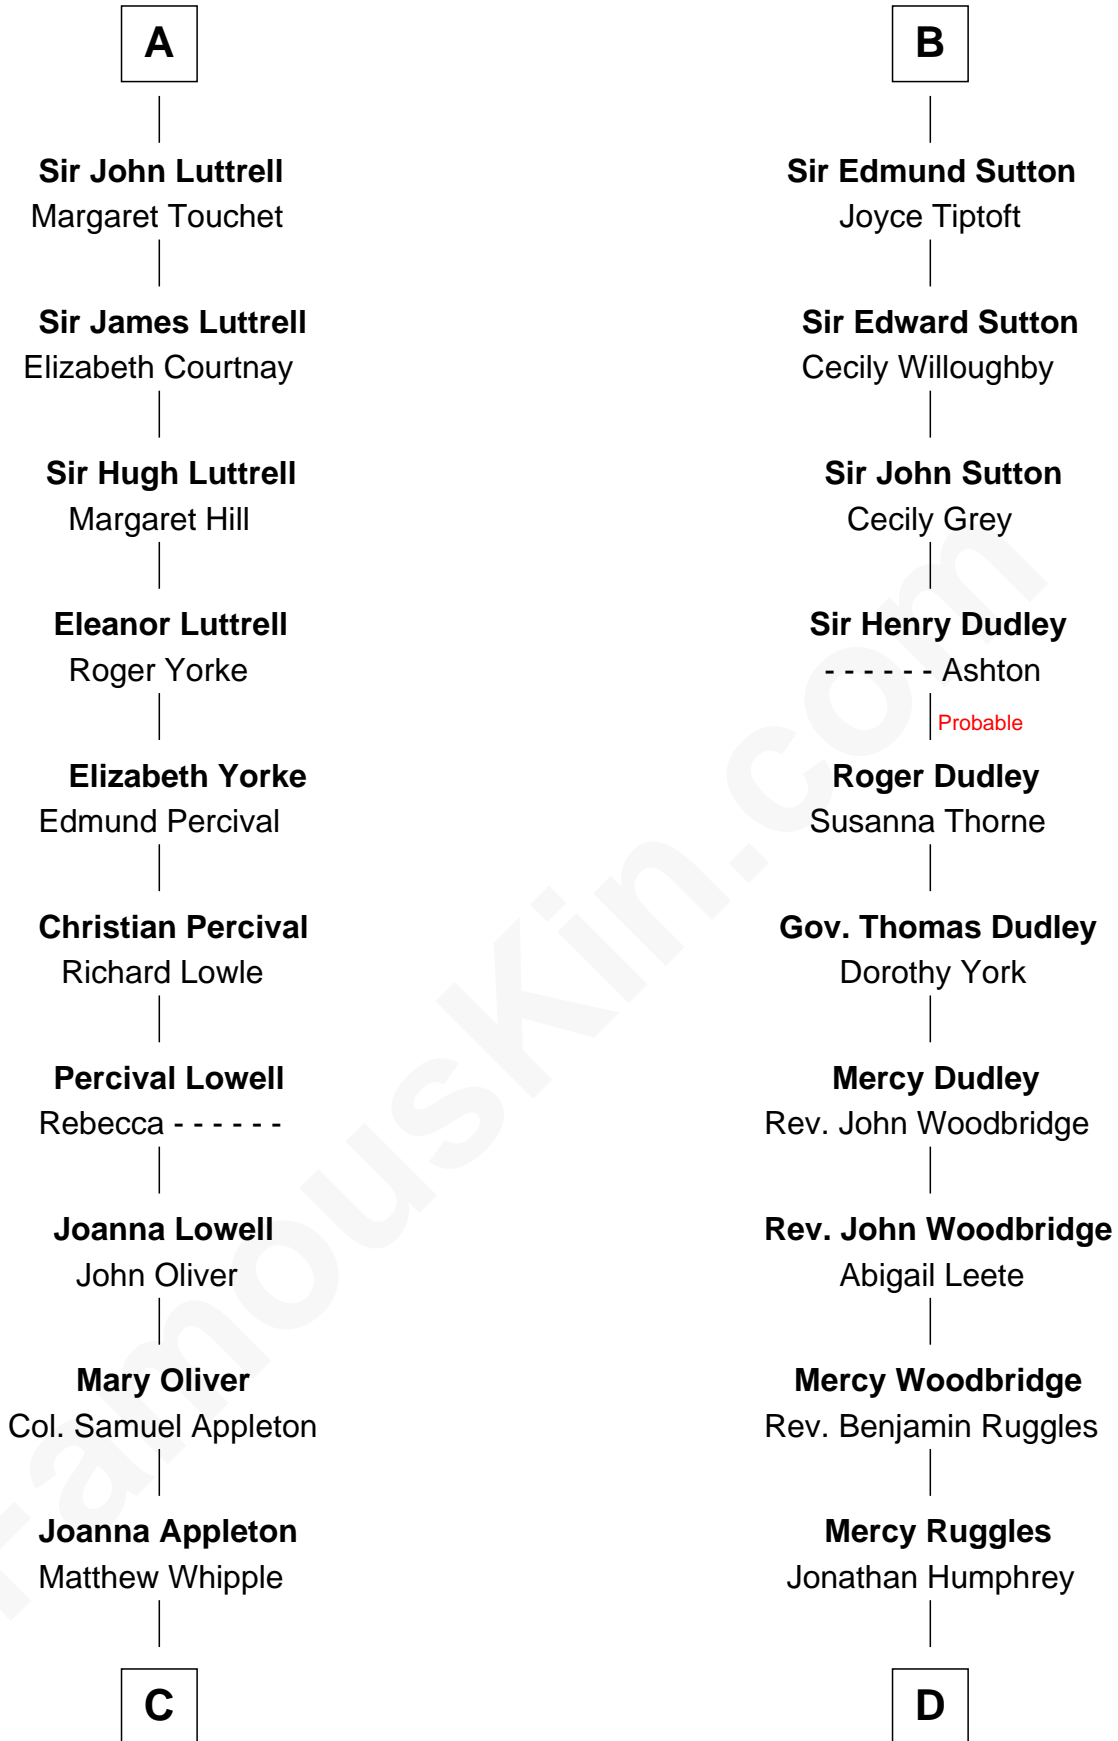 A
Sir John Luttrell
Margaret Touchet
Sir James Luttrell
Elizabeth Courtnay
Sir Hugh Luttrell
Margaret Hill
Eleanor Luttrell
Roger Yorke
Elizabeth Yorke
Edmund Percival
Christian Percival
Richard Lowle
Percival Lowell
Rebecca - - - - - -
Joanna Lowell
John Oliver
Mary Oliver
Col. Samuel Appleton
Joanna Appleton
Matthew Whipple
C
B
Sir Edmund Sutton
Joyce Tiptoft
Sir Edward Sutton
Cecily Willoughby
Sir John Sutton
Cecily Grey
Sir Henry Dudley
- - - - - - Ashton
Probable
Roger Dudley
Susanna Thorne
Gov. Thomas Dudley
Dorothy York
Mercy Dudley
Rev. John Woodbridge
Rev. John Woodbridge
Abigail Leete
Mercy Woodbridge
Rev. Benjamin Ruggles
Mercy Ruggles
Jonathan Humphrey
D
FamousKin.com